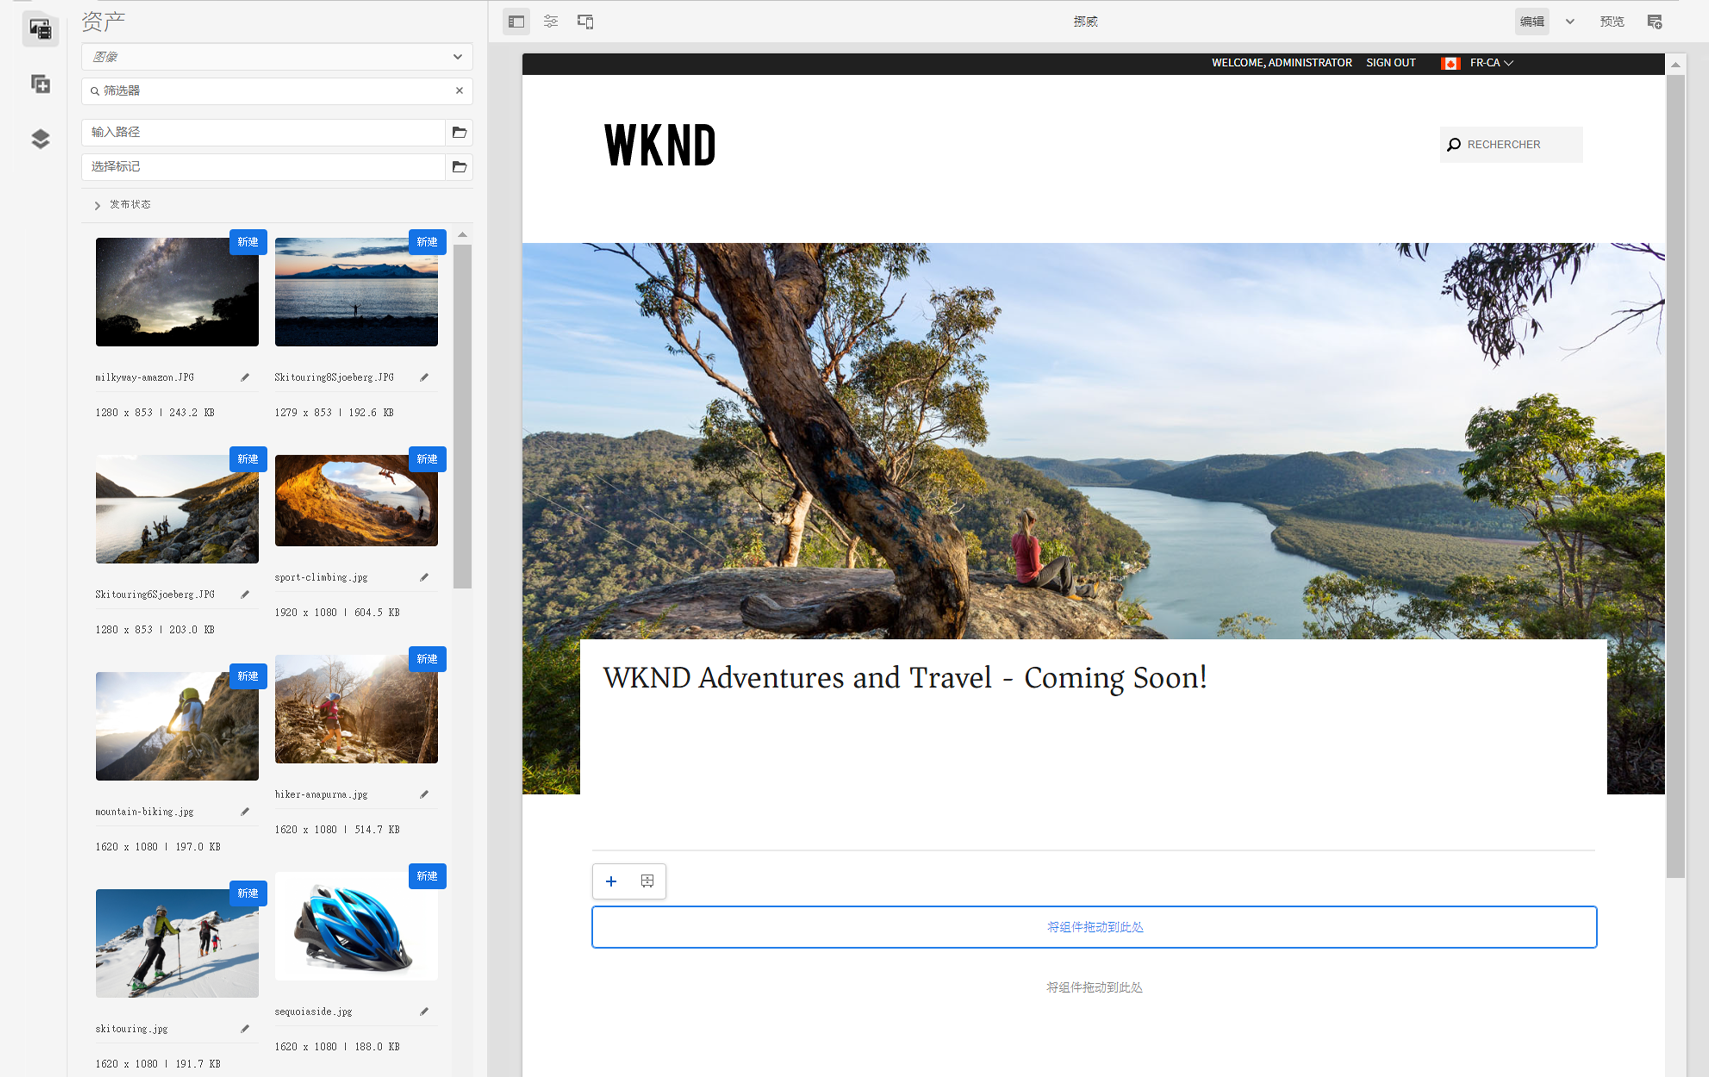 资产
图像
筛选器
输入路径
选择标记
发布状态
新建
新建
milkyway-amazon.JPG
Skitouring8Sjoeberg.JPG
1280 x 853 | 243.2 KB
1279 x 853 | 192.6 KB
新建
新建
Skitouring6Sjoeberg.JPG
sport-climbing.jpg
1280 x 853 | 203.0 KB
1920 x 1080 | 604.5 KB
新建
新建
mountain-biking.jpg
hiker-anapurna.jpg
1620 x 1080 | 197.0 KB
1620 x 1080 | 514.7 KB
新建
新建
skitouring.jpg
sequoiaside.jpg
1620 x 1080 | 191.7 KB
1620 x 1080 | 188.0 KB
挪威
编辑
预览
WELCOME, ADMINISTRATOR SIGN OUT FR-CA
WKND
RECHERCHER
WKND Adventures and Travel - Coming Soon!
将组件拖动到此处
将组件拖动到此处